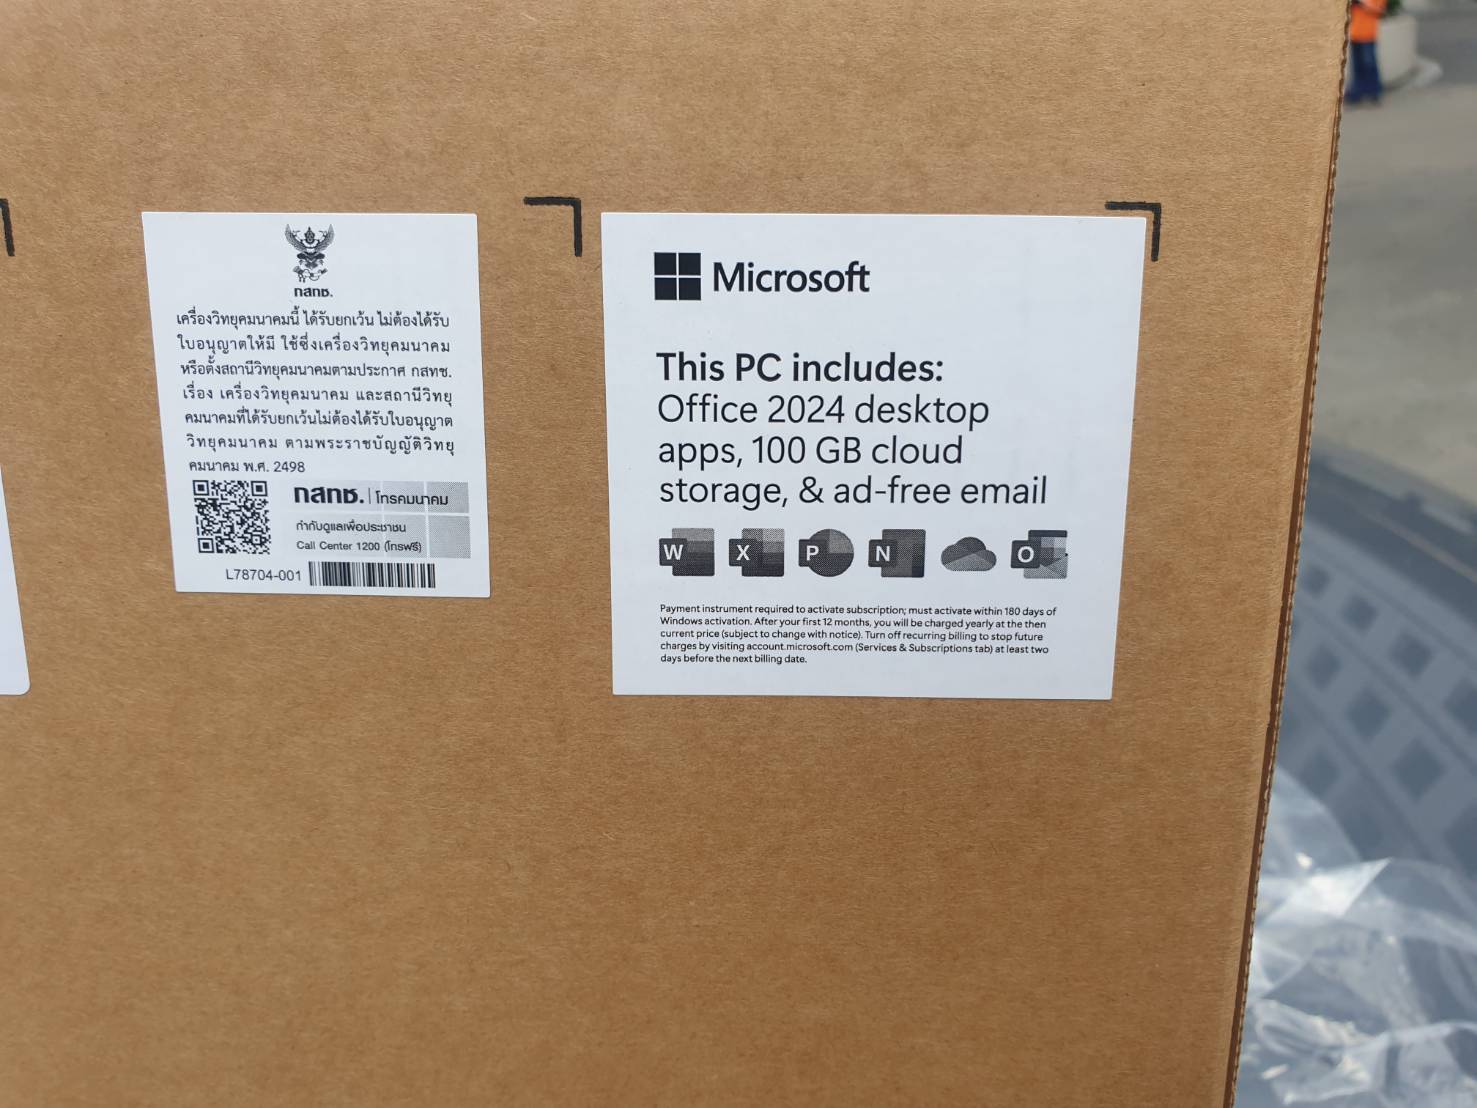 กสทช.
เครื่องวิทยุคมนาคมนี้ ได้รับยกเว้น ไม่ต้องได้รับ
ใบอนุญาตให้มี ใช้ซึ่งเครื่องวิทยุคมนาคม
หรือตั้งสถานีวิทยุคมนาคมตามประกาศ กสทช.
เรื่อง เครื่องวิทยุคมนาคม และสถานีวิทยุ
คมนาคมที่ได้รับยกเว้นไม่ต้องได้รับใบอนุญาต
วิทยุคมนาคม ตามพระราชบัญญัติวิทยุ
คมนาคม พ.ศ. 2498
กสทช. | โทรคมนาคม
กำกับดูแลเพื่อประชาชน
Call Center 1200 (โทรฟรี)
L78704-001
Microsoft
This PC includes:
Office 2024 desktop
apps, 100 GB cloud
storage, & ad-free email
W X P N O
Payment instrument required to activate subscription; must activate within 180 days of
Windows activation. After your first 12 months, you will be charged yearly at the then
current price (subject to change with notice). Turn off recurring billing to stop future
charges by visiting account.microsoft.com (Services & Subscriptions tab) at least two
days before the next billing date.